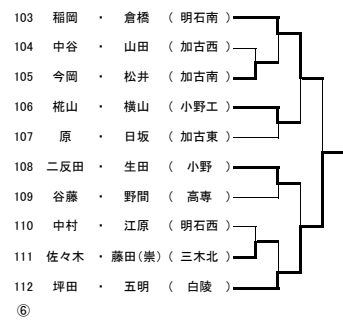 103 稲岡 ・ 倉橋 ( 明石南 )
104 中谷 ・ 山田 ( 加古西 )
105 今岡 ・ 松井 ( 加古南 )
106 椛山 ・ 横山 ( 小野工 )
107 原 ・ 日坂 ( 加古東 )
108 二反田 ・ 生田 ( 小野 )
109 谷藤 ・ 野間 ( 高専 )
110 中村 ・ 江原 ( 明石西 )
111 佐々木 ・ 藤田(崇) ( 三木北 )
112 坪田 ・ 五明 ( 白陵 )
⑥